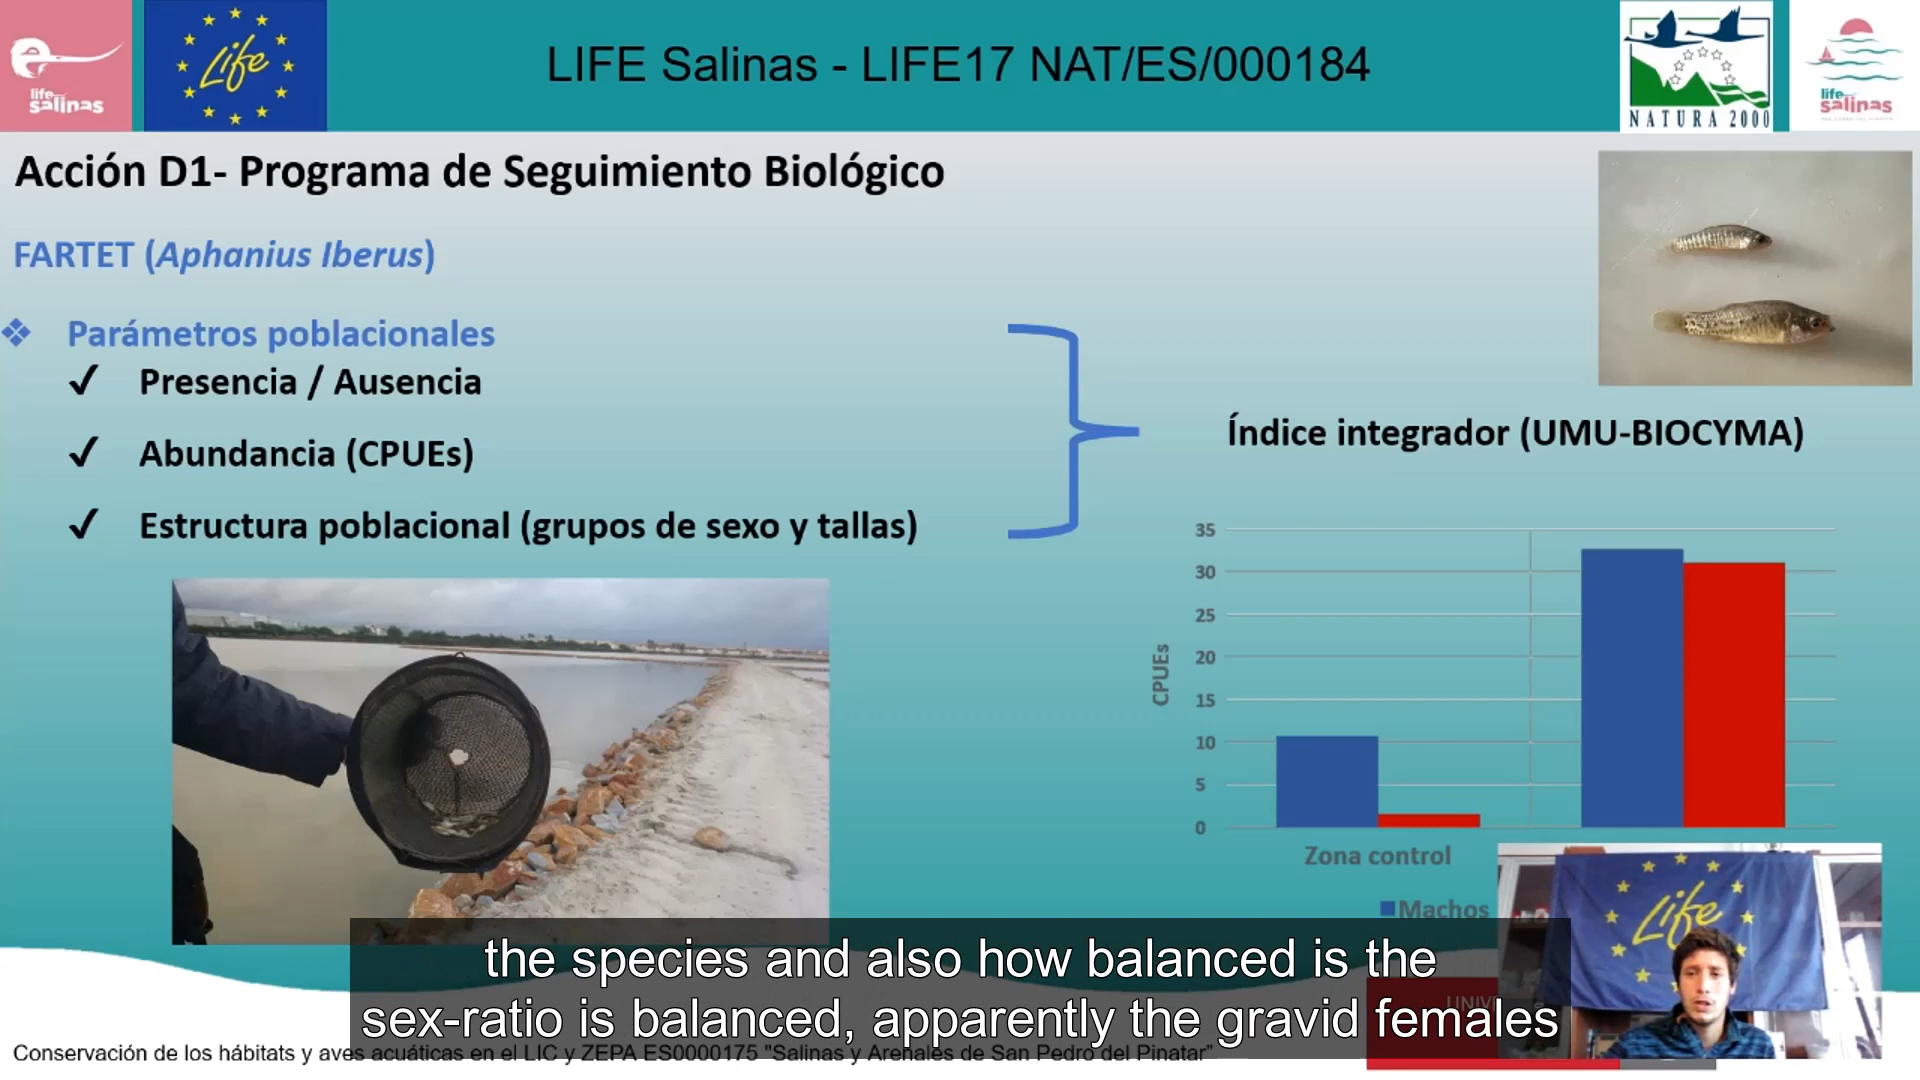 life
salinas
Life
LIFE Salinas - LIFE17 NAT/ES/000184
NATURA 2000
life
salinas
Acción D1- Programa de Seguimiento Biológico
FARTET (Aphanius Iberus)
Parámetros poblacionales
Presencia / Ausencia
Abundancia (CPUEs)
Estructura poblacional (grupos de sexo y tallas)
Índice integrador (UMU-BIOCYMA)
35
30
25
20
15
10
5
0
CPUEs
Zona control
Machos
Life
the species and also how balanced is the
sex-ratio is balanced, apparently the gravid females
Conservación de los hábitats y aves acuáticas en el LIC y ZEPA ES0000175 "Salinas y Arenales de San Pedro del Pinatar"